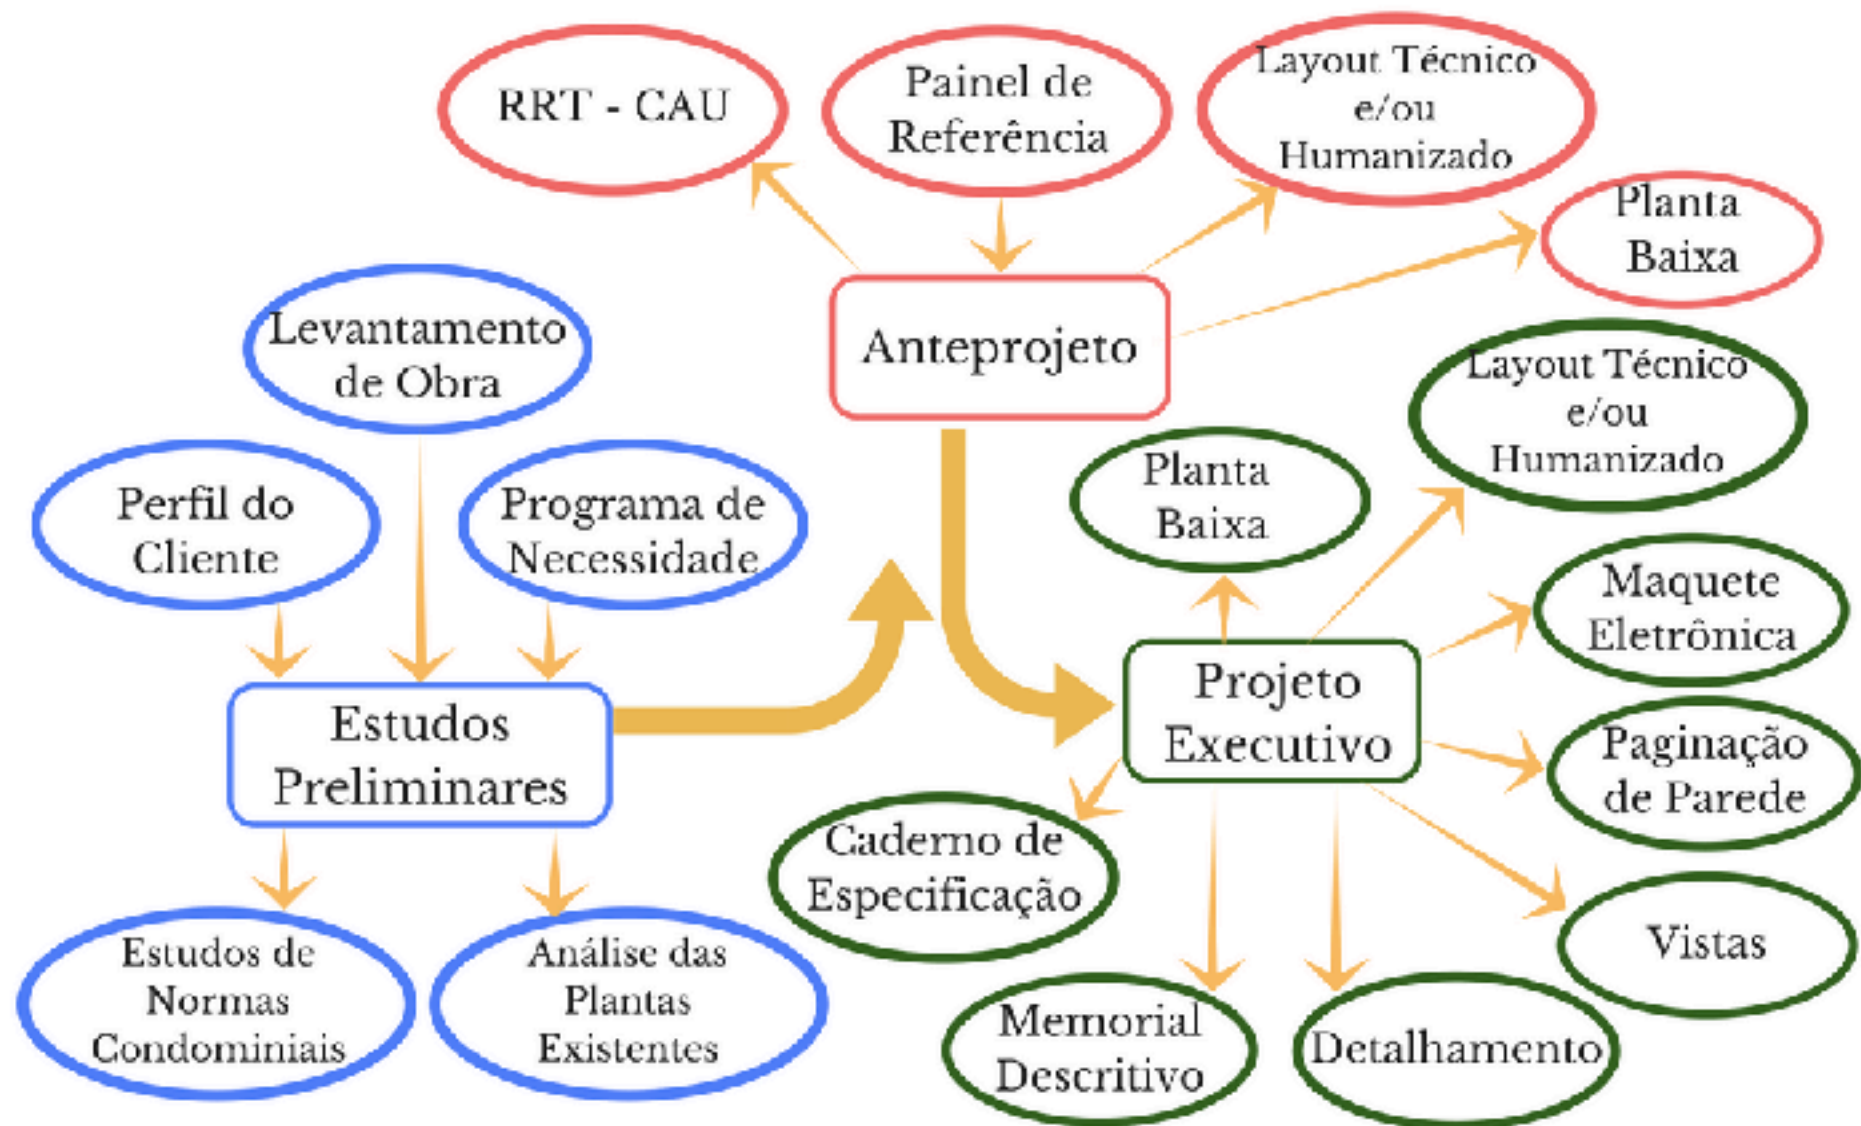 RRT - CAU
Painel de
Referência
Layout Técnico
e/ou
Humanizado
Planta
Baixa
Anteprojeto
Levantamento
de Obra
Perfil do
Cliente
Programa de
Necessidade
Estudos
Preliminares
Estudos de
Normas
Condominiais
Análise das
Plantas
Existentes
Layout Técnico
e/ou
Humanizado
Planta
Baixa
Maquete
Eletrônica
Projeto
Executivo
Paginação
de Parede
Caderno de
Especificação
Vistas
Memorial
Descritivo
Detalhamento